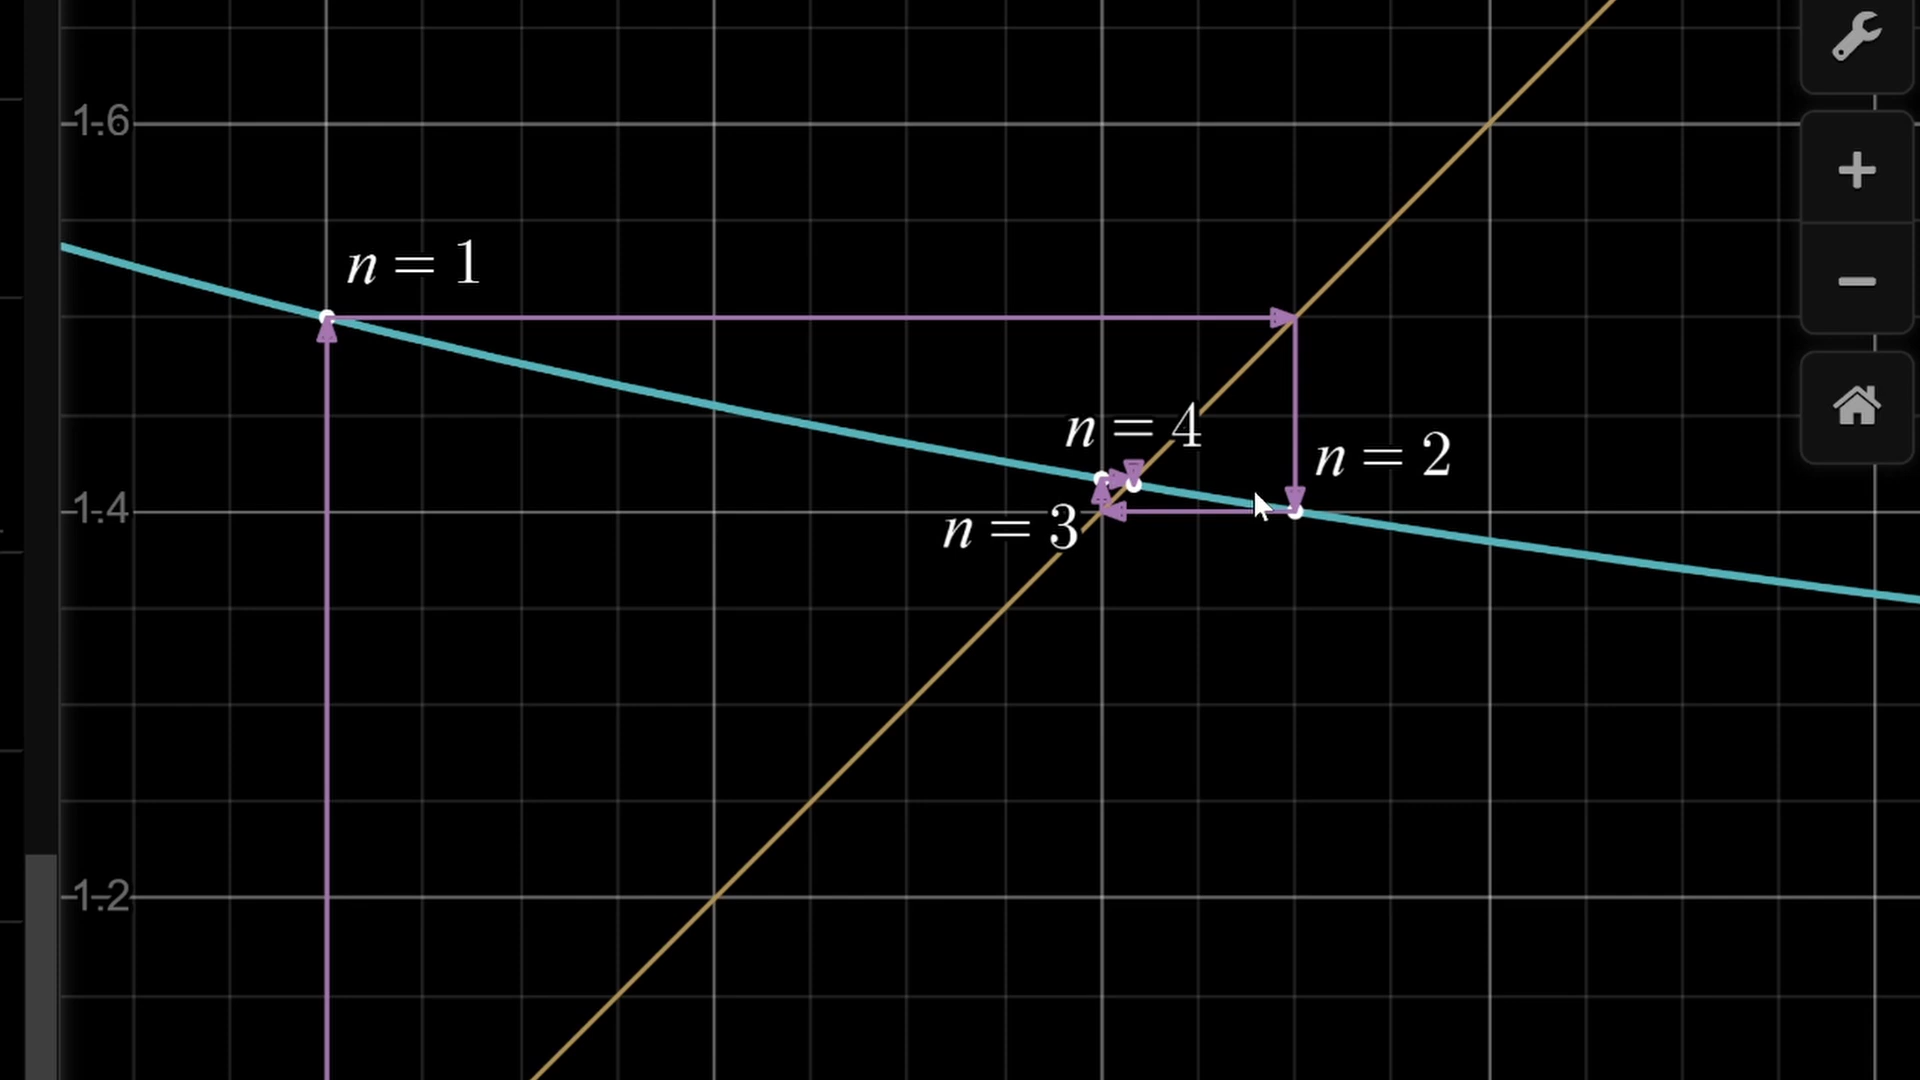 1.6
n = 1
n = 4
n = 2
1.4
n = 3
1.2